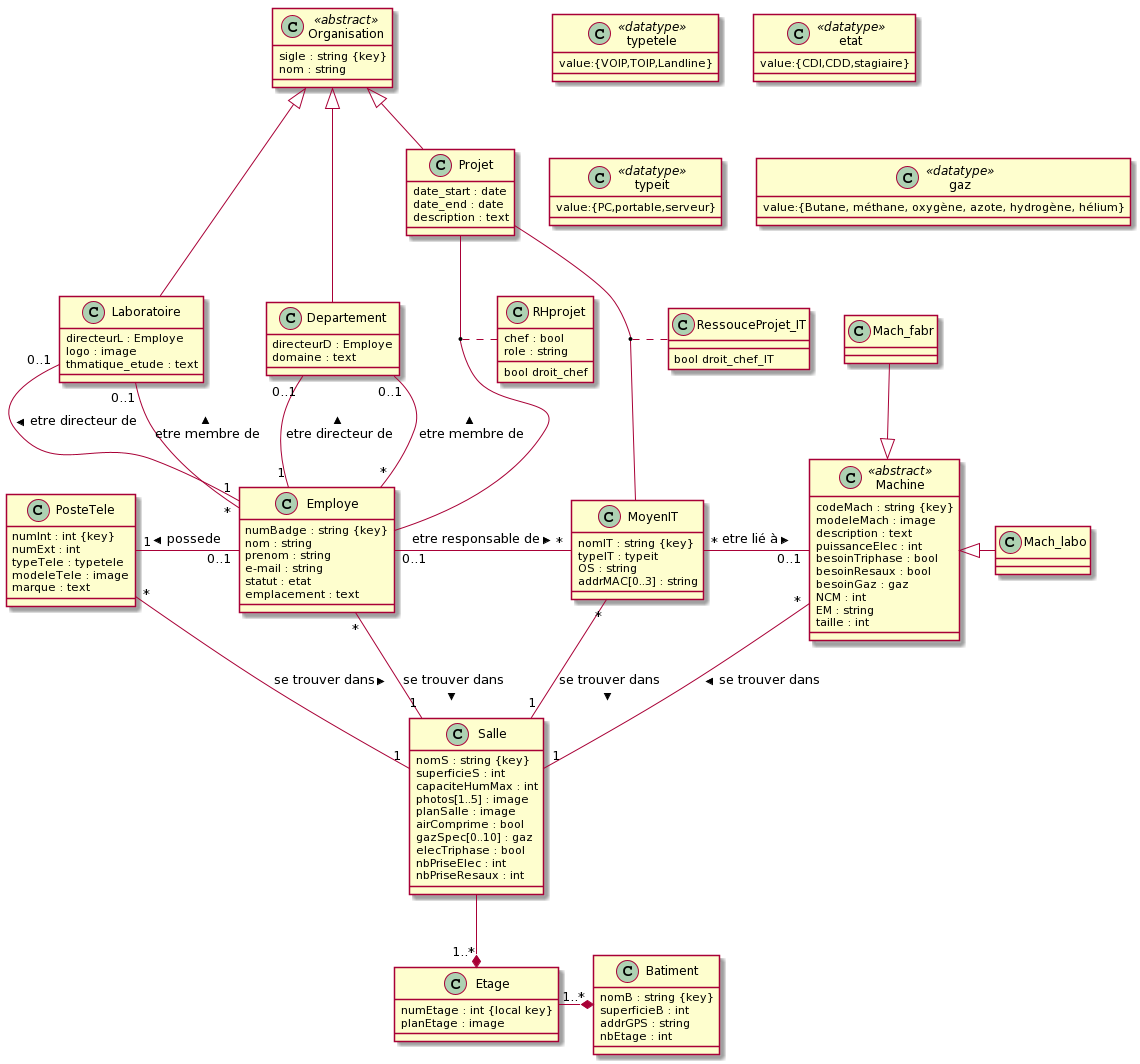 «abstract»
C Organisation
sigle : string {key}
nom : string
«datatype»
C typetele
value:{VOIP,TOIP,Landline}
«datatype»
C etat
value:{CDI,CDD,stagiaire}
C Projet
date_start : date
date_end : date
description : text
«datatype»
C typeit
value:{PC,portable,serveur}
«datatype»
C gaz
value:{Butane, méthane, oxygène, azote, hydrogène, hélium}
C Laboratoire
directeurL : Employe
logo : image
thmatique_etude : text
C Departement
directeurD : Employe
domaine : text
C RHprojet
chef : bool
role : string
bool droit_chef
C RessouceProjet_IT
bool droit_chef_IT
C Mach_fabr
0..1
0..1
0..1
0..1
etre directeur de
etre membre de
etre directeur de
etre membre de
1
*
1
*
C PosteTele
numInt : int {key}
numExt : int
typeTele : typetele
modeleTele : image
marque : text
1
possede
0..1
C Employe
numBadge : string {key}
nom : string
prenom : string
e-mail : string
statut : etat
emplacement : text
etre responsable de
0..1
*
C MoyenIT
nomIT : string {key}
typeIT : typeit
OS : string
addrMAC[0..3] : string
*
etre lié à
0..1
«abstract»
C Machine
codeMach : string {key}
modeleMach : image
description : text
puissanceElec : int
besoinTriphase : bool
besoinResaux : bool
besoinGaz : gaz
NCM : int
EM : string
taille : int
C Mach_labo
*
*
*
*
se trouver dans
se trouver dans
se trouver dans
se trouver dans
1
1
1
1
C Salle
nomS : string {key}
superficieS : int
capaciteHumMax : int
photos[1..5] : image
planSalle : image
airComprime : bool
gazSpec[0..10] : gaz
elecTriphase : bool
nbPriseElec : int
nbPriseResaux : int
1..*
C Etage
numEtage : int {local key}
planEtage : image
1..*
C Batiment
nomB : string {key}
superficieB : int
addrGPS : string
nbEtage : int